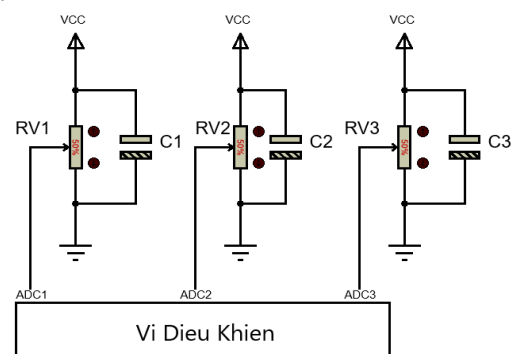 VCC VCC VCC
RV1 50% C1 RV2 50% C2 RV3 50% C3
ADC1 ADC2 ADC3
Vi Dieu Khien